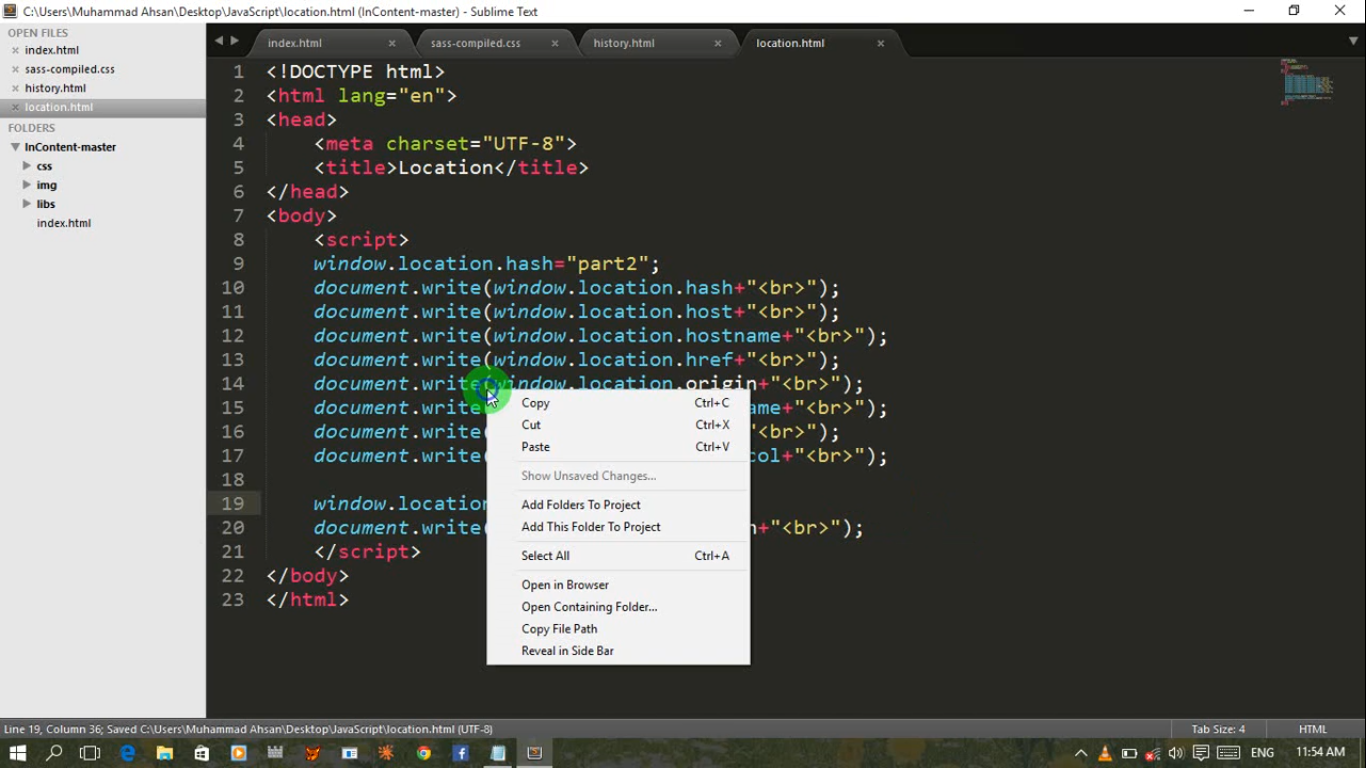 C:\Users\Muhammad Ahsan\Desktop\JavaScript\location.html (InContent-master) - Sublime Text
OPEN FILES
index.html
sass-compiled.css
history.html
location.html
FOLDERS
InContent-master
css
img
libs
index.html
index.html
sass-compiled.css
history.html
location.html
1 <!DOCTYPE html>
2 <html lang="en">
3 <head>
4 <meta charset="UTF-8">
5 <title>Location</title>
6 </head>
7 <body>
8 <script>
9 window.location.hash="part2";
10 document.write(window.location.hash+"<br>");
11 document.write(window.location.host+"<br>");
12 document.write(window.location.hostname+"<br>");
13 document.write(window.location.href+"<br>");
14 document.write(window.location.origin+"<br>");
15 document.write ame+"<br>");
16 document.write( "<br>");
17 document.write( col+"<br>");
18
19 window.location
20 document.write( +"<br>");
21 </script>
22 </body>
23 </html>
Copy Ctrl+C
Cut Ctrl+X
Paste Ctrl+V
Show Unsaved Changes...
Add Folders To Project
Add This Folder To Project
Select All Ctrl+A
Open in Browser
Open Containing Folder...
Copy File Path
Reveal in Side Bar
Line 19, Column 36; Saved C:\Users\Muhammad Ahsan\Desktop\JavaScript\location.html (UTF-8)
Tab Size: 4
HTML
ENG
11:54 AM